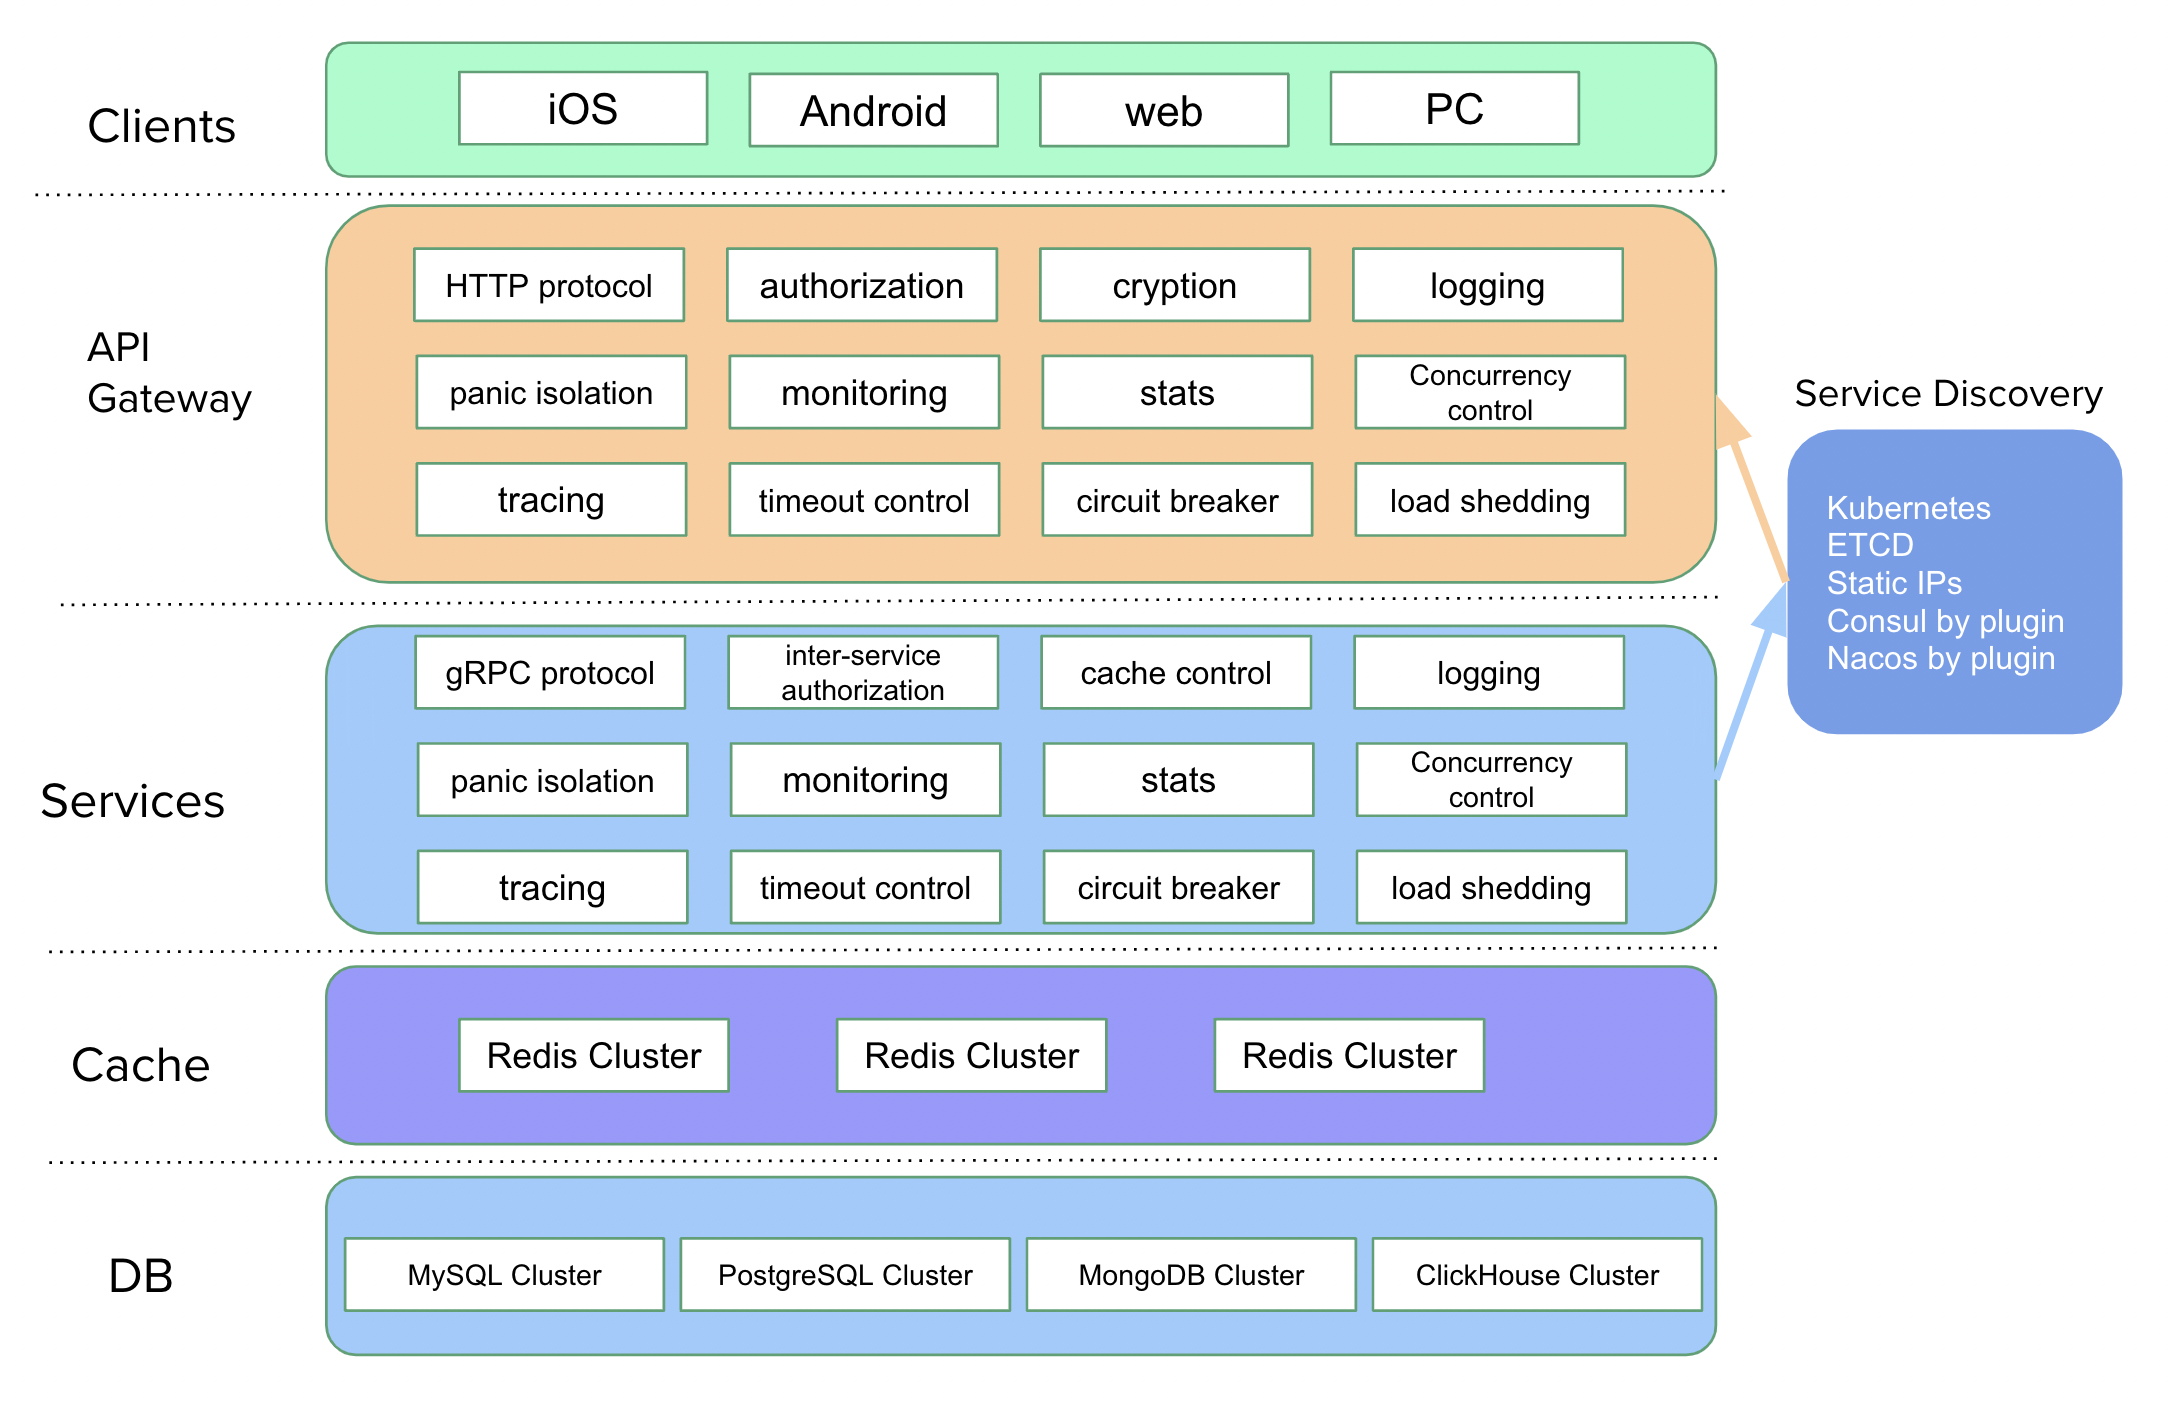 Clients
iOS
Android
web
PC
API
Gateway
HTTP protocol
authorization
cryption
logging
panic isolation
monitoring
stats
Concurrency
control
tracing
timeout control
circuit breaker
load shedding
Service Discovery
Kubernetes
ETCD
Static IPs
Consul by plugin
Nacos by plugin
Services
gRPC protocol
inter-service
authorization
cache control
logging
panic isolation
monitoring
stats
Concurrency
control
tracing
timeout control
circuit breaker
load shedding
Cache
Redis Cluster
Redis Cluster
Redis Cluster
DB
MySQL Cluster
PostgreSQL Cluster
MongoDB Cluster
ClickHouse Cluster